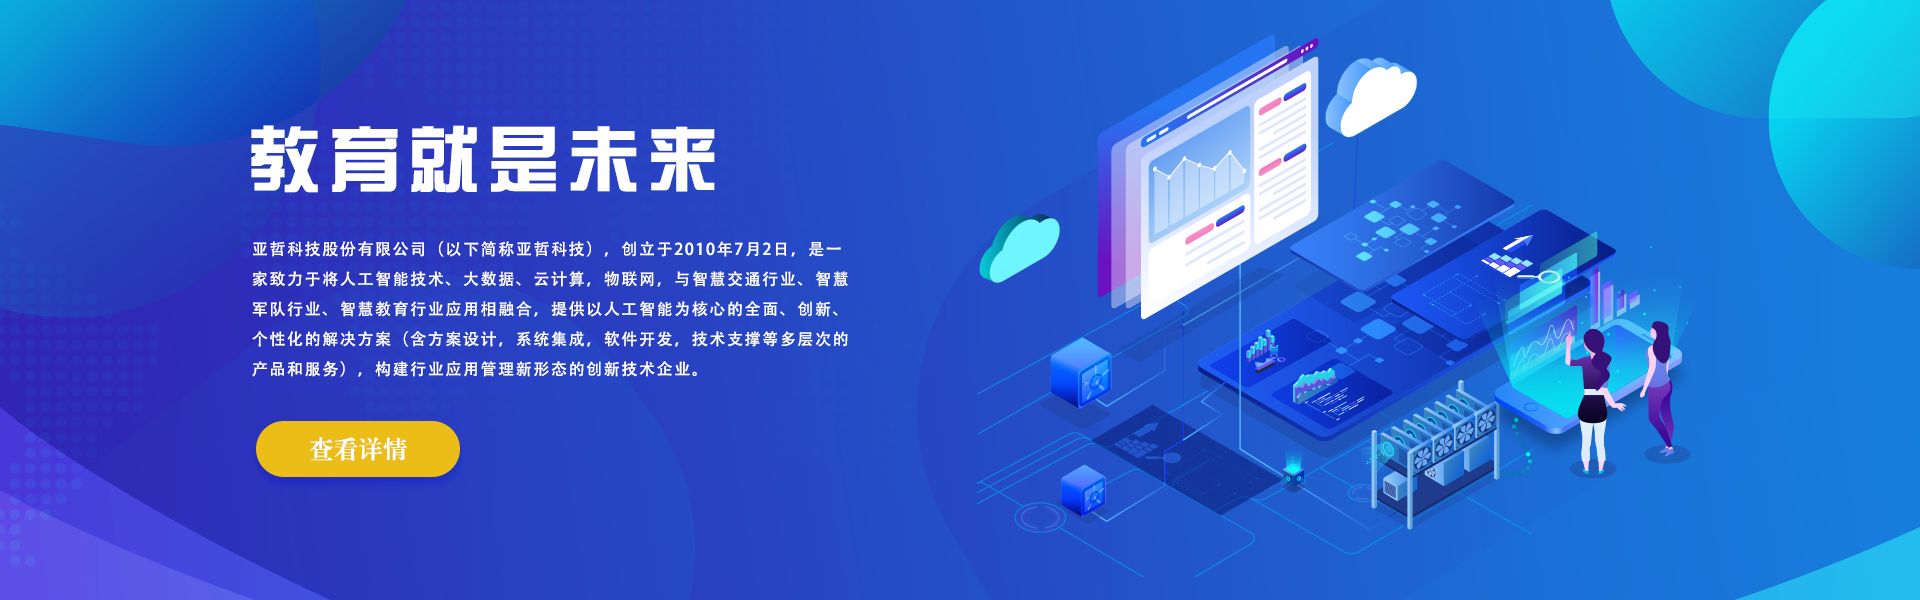 教育就是未来
亚哲科技股份有限公司（以下简称亚哲科技），创立于2010年7月2日，是一
家致力于将人工智能技术、大数据、云计算，物联网，与智慧交通行业、智慧
军队行业、智慧教育行业应用相融合，提供以人工智能为核心的全面、创新、
个性化的解决方案（含方案设计，系统集成，软件开发，技术支撑等多层次的
产品和服务），构建行业应用管理新形态的创新技术企业。
查看详情